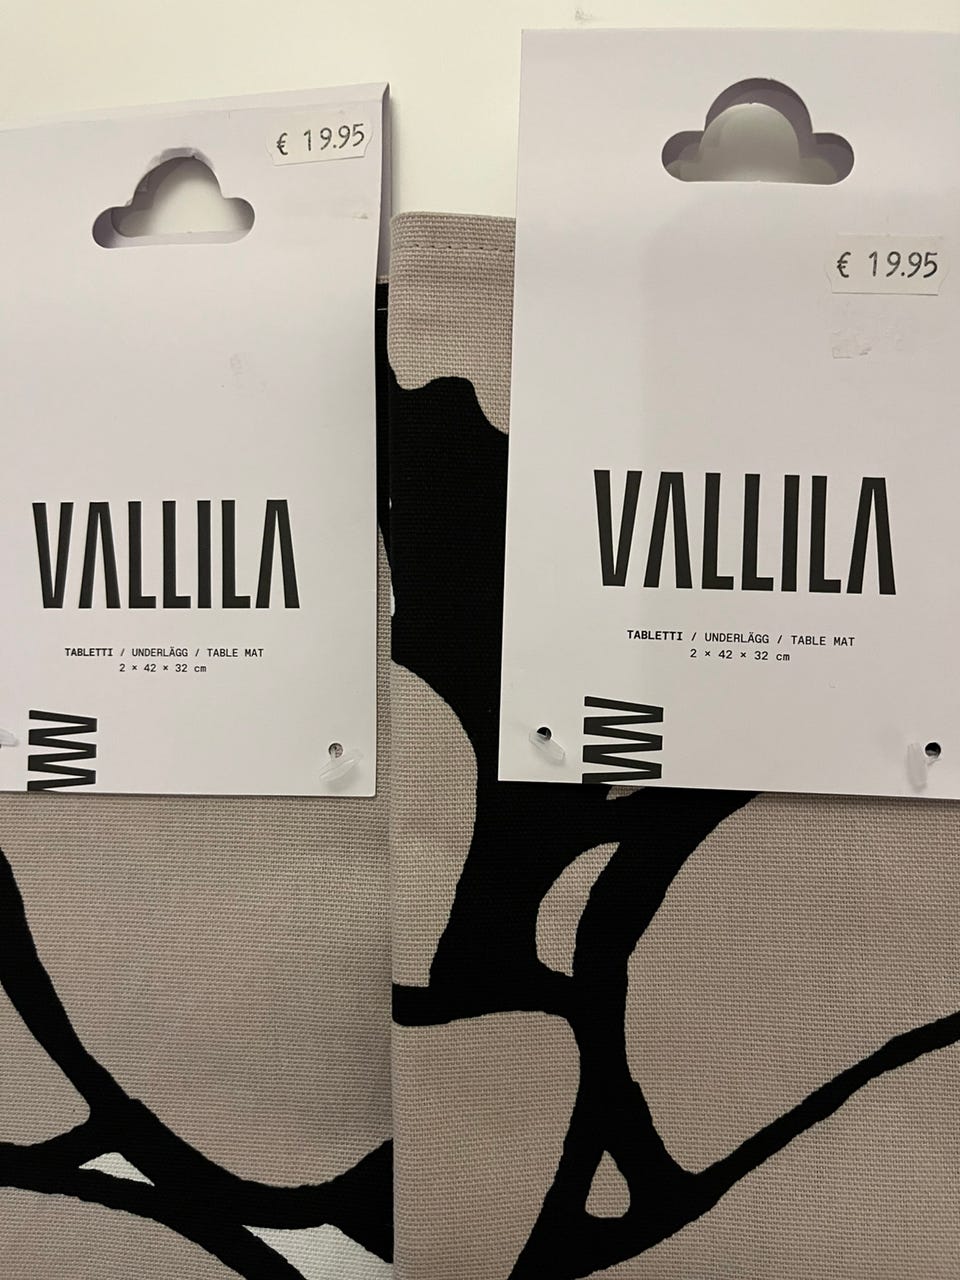 € 19.95
VALLILA
TABLETTI / UNDERLÄGG / TABLE MAT
2 × 42 × 32 cm
€ 19.95
VALLILA
TABLETTI / UNDERLÄGG / TABLE MAT
2 × 42 × 32 cm